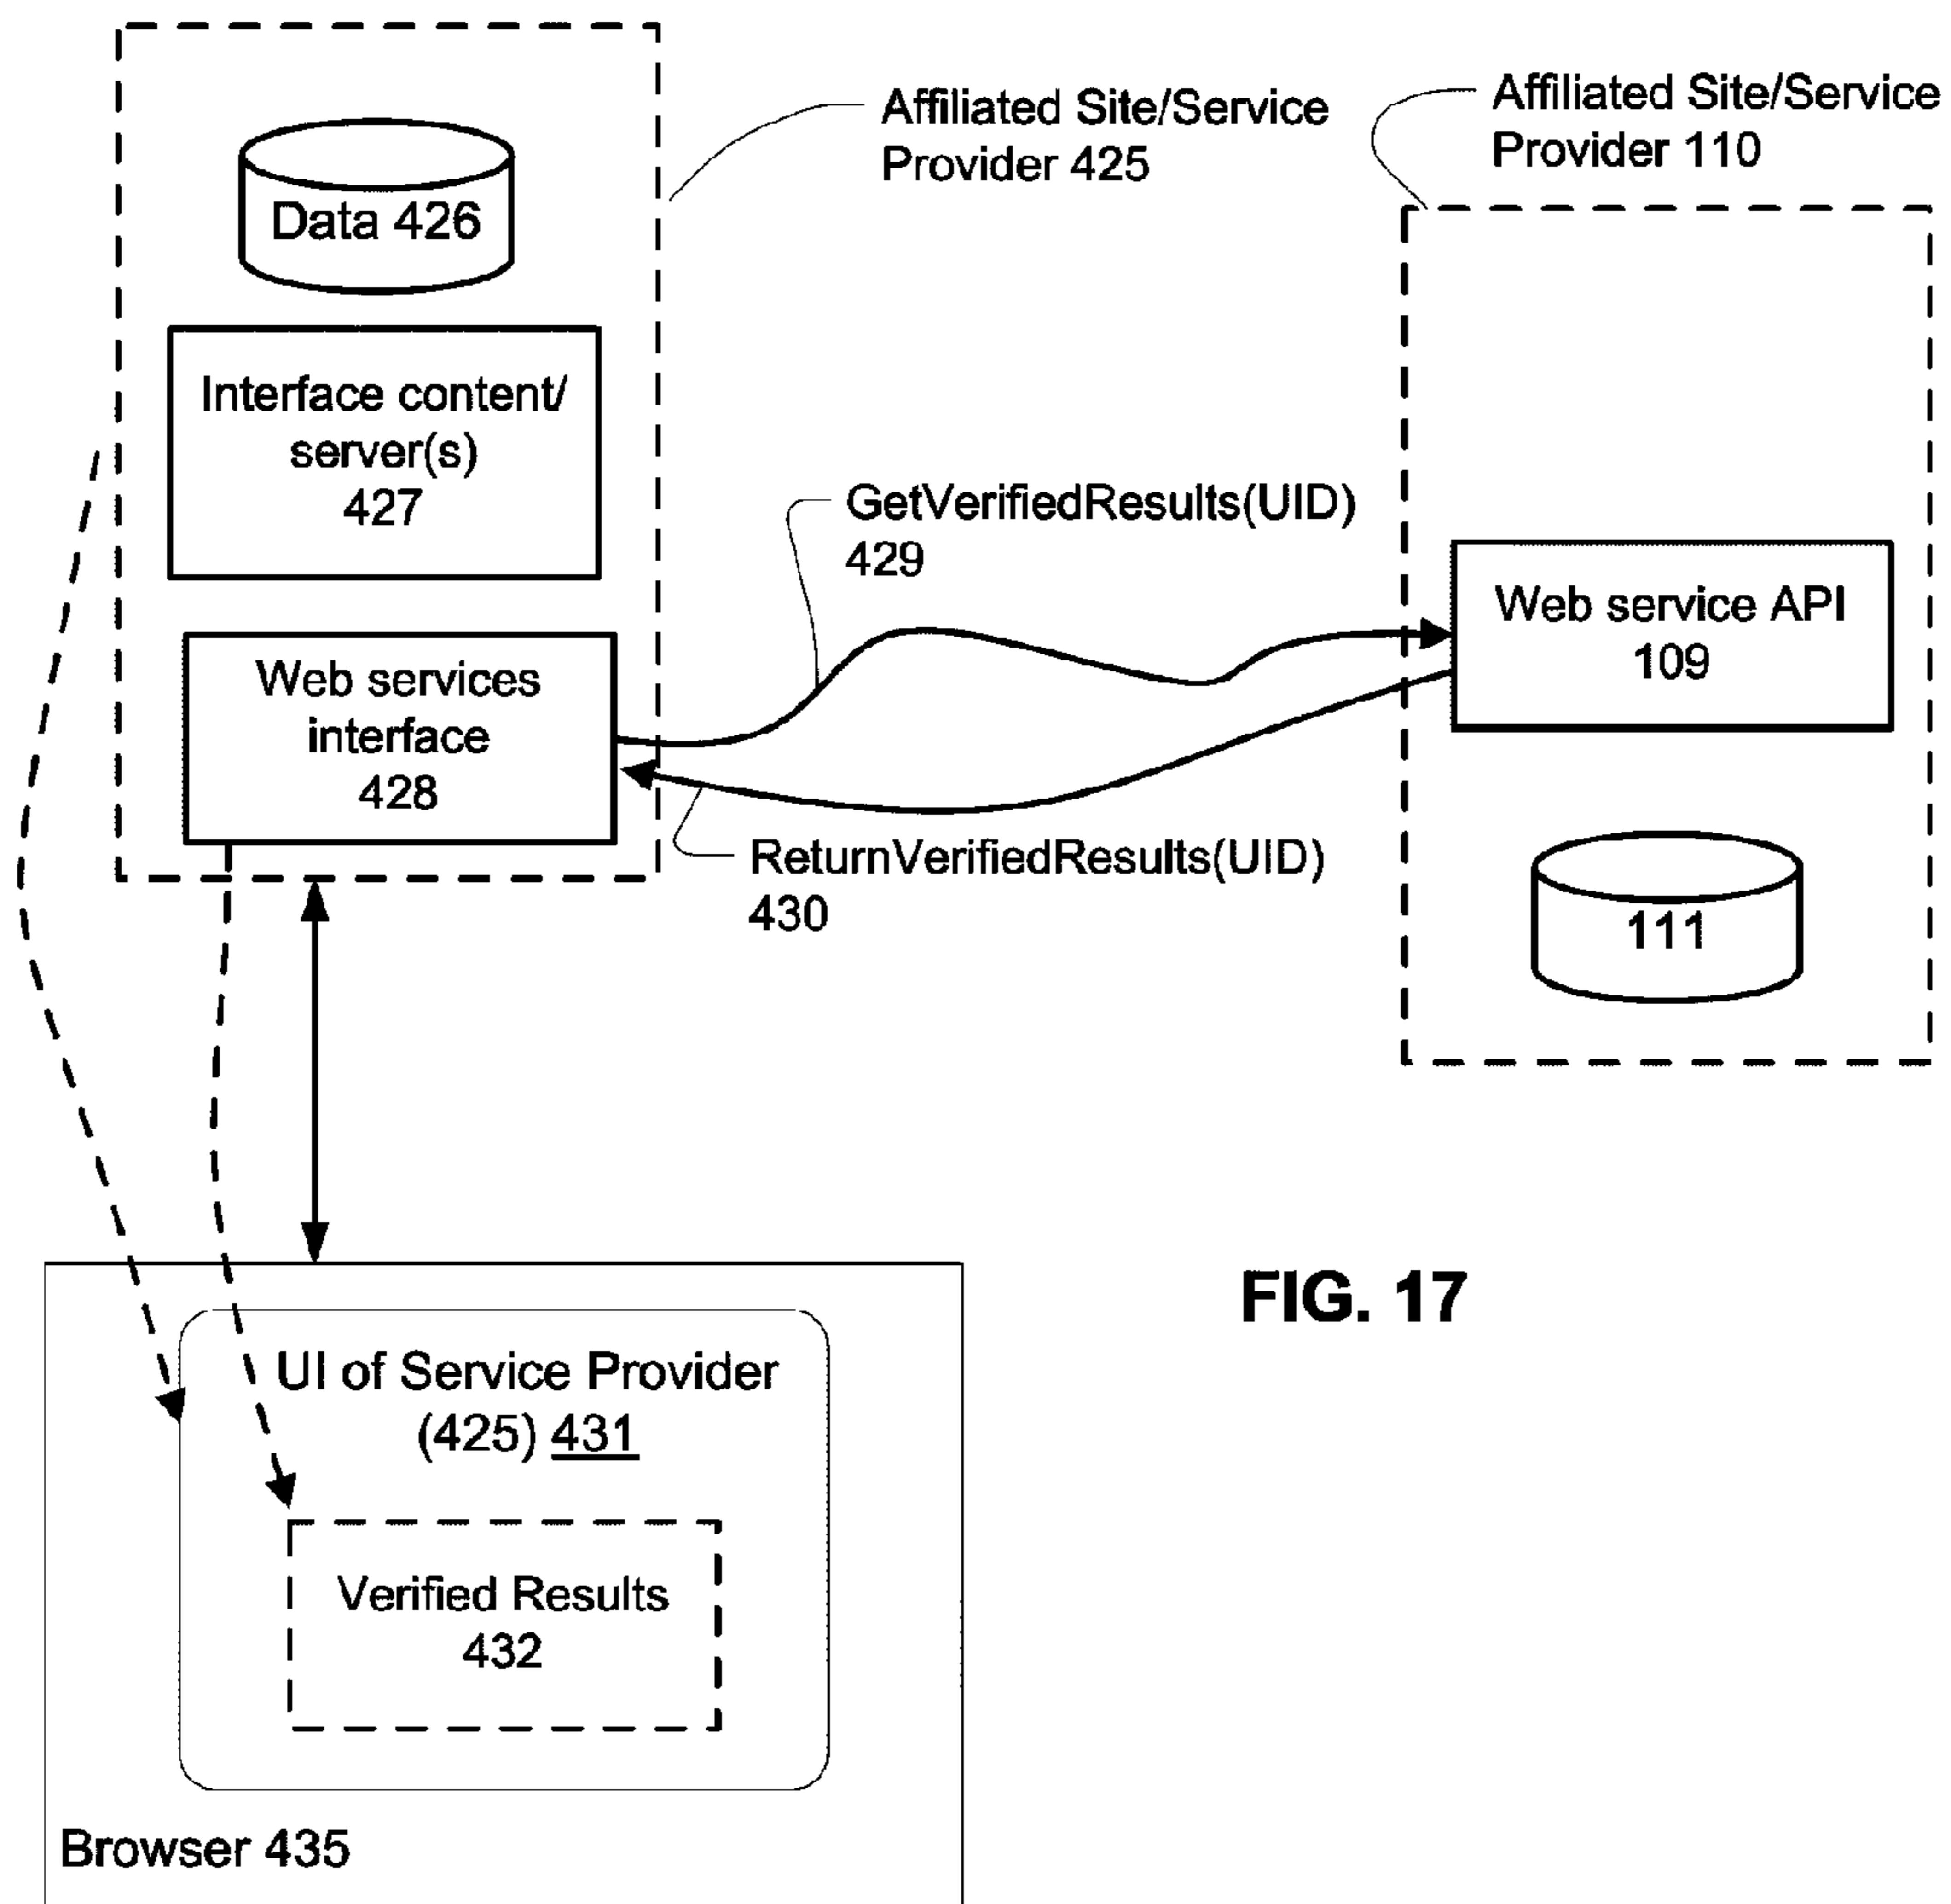 Affiliated Site/Service
Provider 425
Affiliated Site/Service
Provider 110
Data 426
Interface content/
server(s)
427
GetVerifiedResults(UID)
429
Web service API
109
Web services
interface
428
ReturnVerifiedResults(UID)
430
111
FIG. 17
UI of Service Provider
(425) 431
Verified Results
432
Browser 435